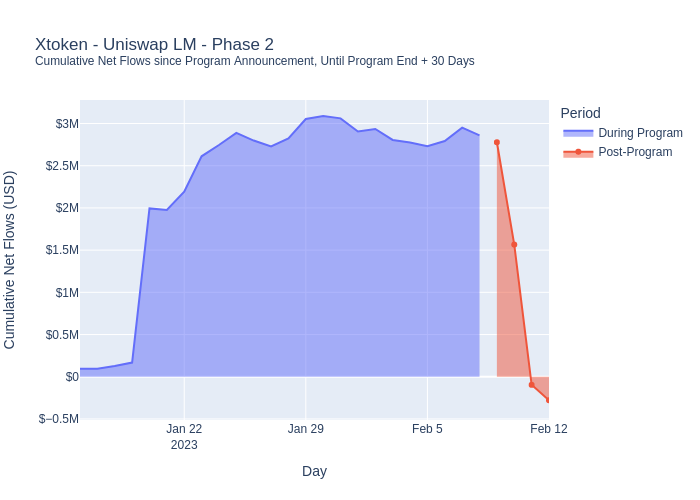 Xtoken - Uniswap LM - Phase 2
Cumulative Net Flows since Program Announcement, Until Program End + 30 Days
Period
During Program
Post-Program
Cumulative Net Flows (USD)
$3M
$2.5M
$2M
$1.5M
$1M
$0.5M
$0
$−0.5M
Jan 22
2023
Jan 29
Feb 5
Feb 12
Day